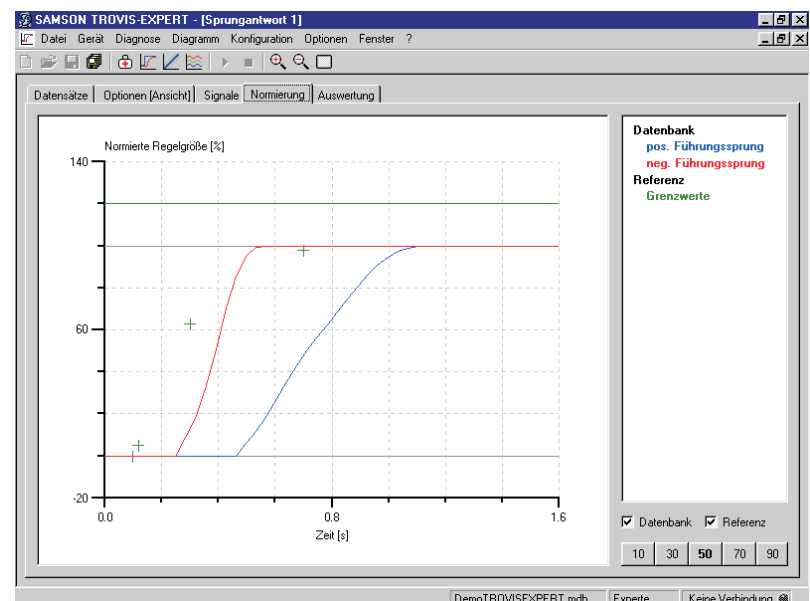 SAMSON TROVIS-EXPERT - [Sprungantwort 1]
Datei Gerät Diagnose Diagramm Konfiguration Optionen Fenster ?
Datensätze Optionen [Ansicht] Signale Normierung Auswertung
Normierte Regelgröße [%]
140
60
-20
0.0 0.8 1.6
Zeit [s]
Datenbank
pos. Führungssprung
neg. Führungssprung
Referenz
Grenzwerte
Datenbank Referenz
10 30 50 70 90
DemoTROVISEXPERT.mdb Experte Keine Verbindung